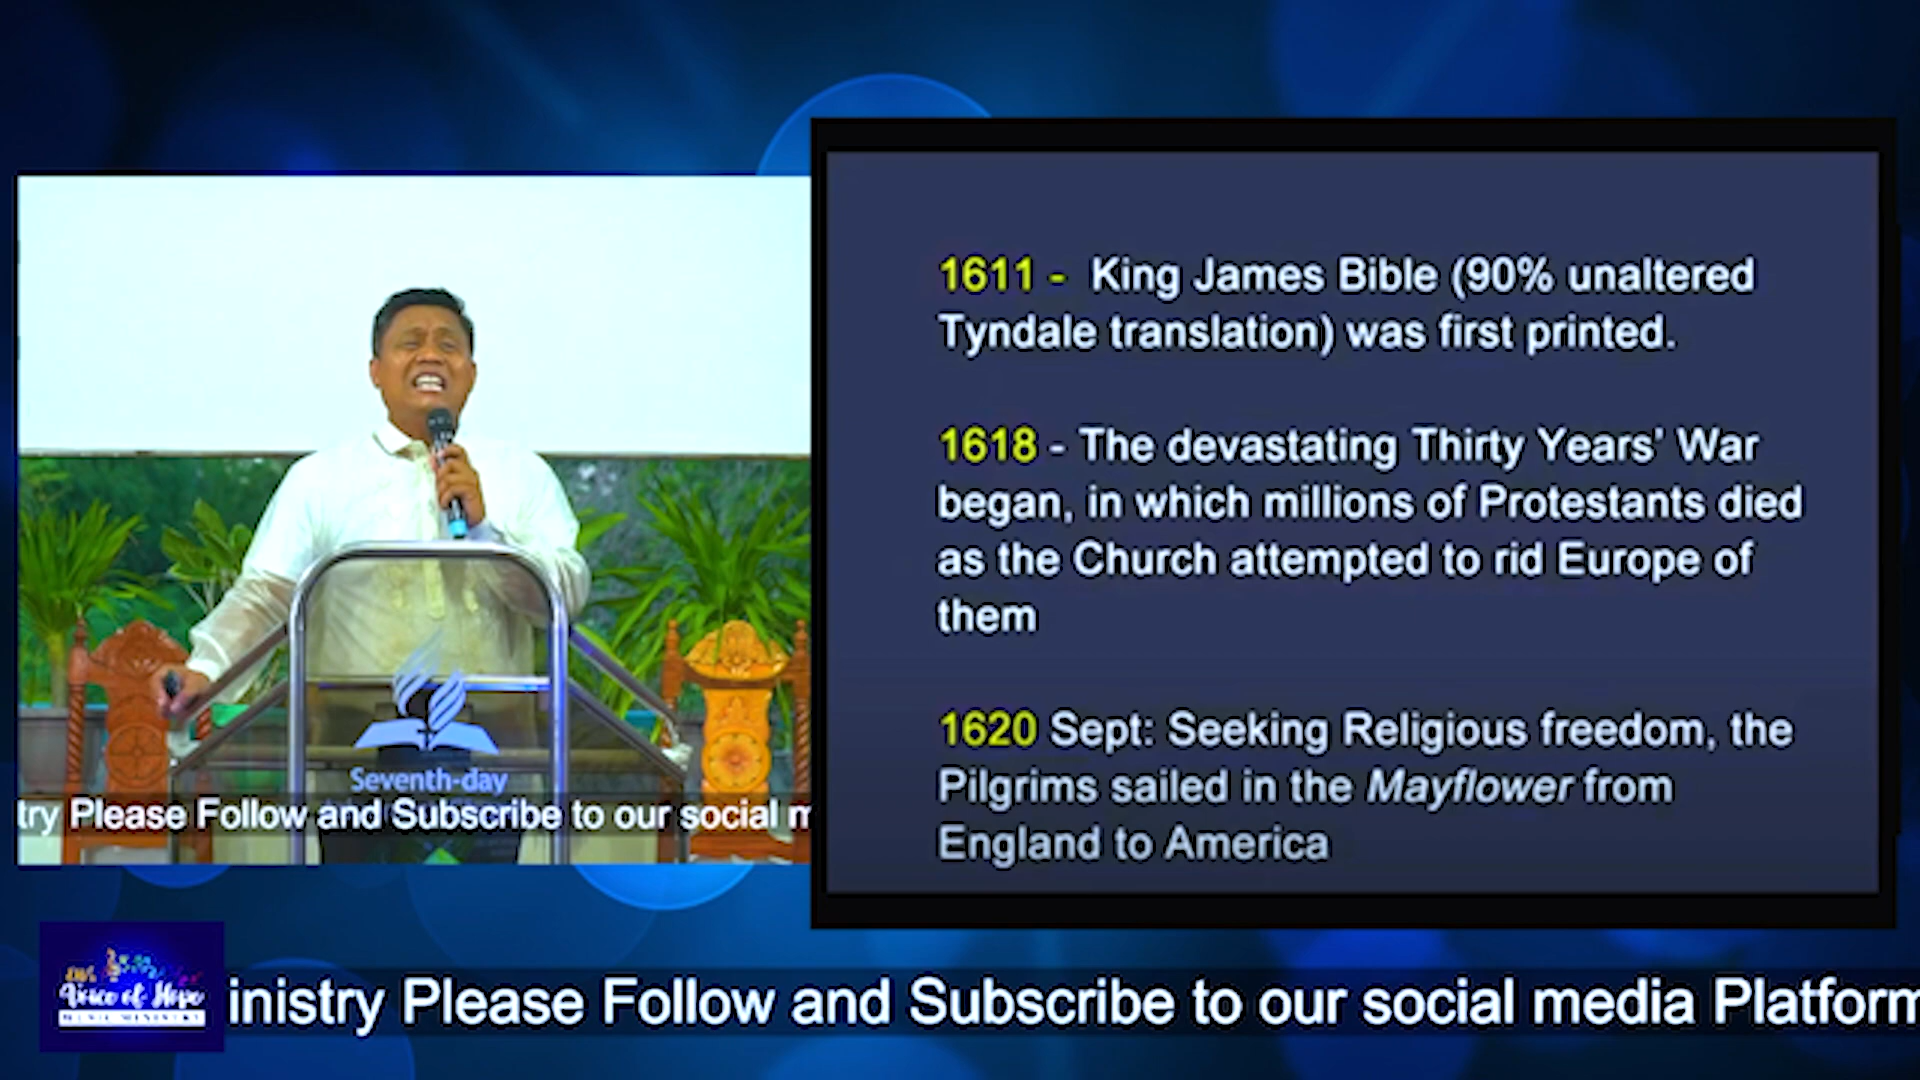 1611 - King James Bible (90% unaltered
Tyndale translation) was first printed.
1618 - The devastating Thirty Years' War
began, in which millions of Protestants died
as the Church attempted to rid Europe of
them
1620 Sept: Seeking Religious freedom, the
Pilgrims sailed in the Mayflower from
England to America
Seventh-day
try Please Follow and Subscribe to our social m
Voice of Hope
MUSIC MINISTRY
inistry Please Follow and Subscribe to our social media Platform